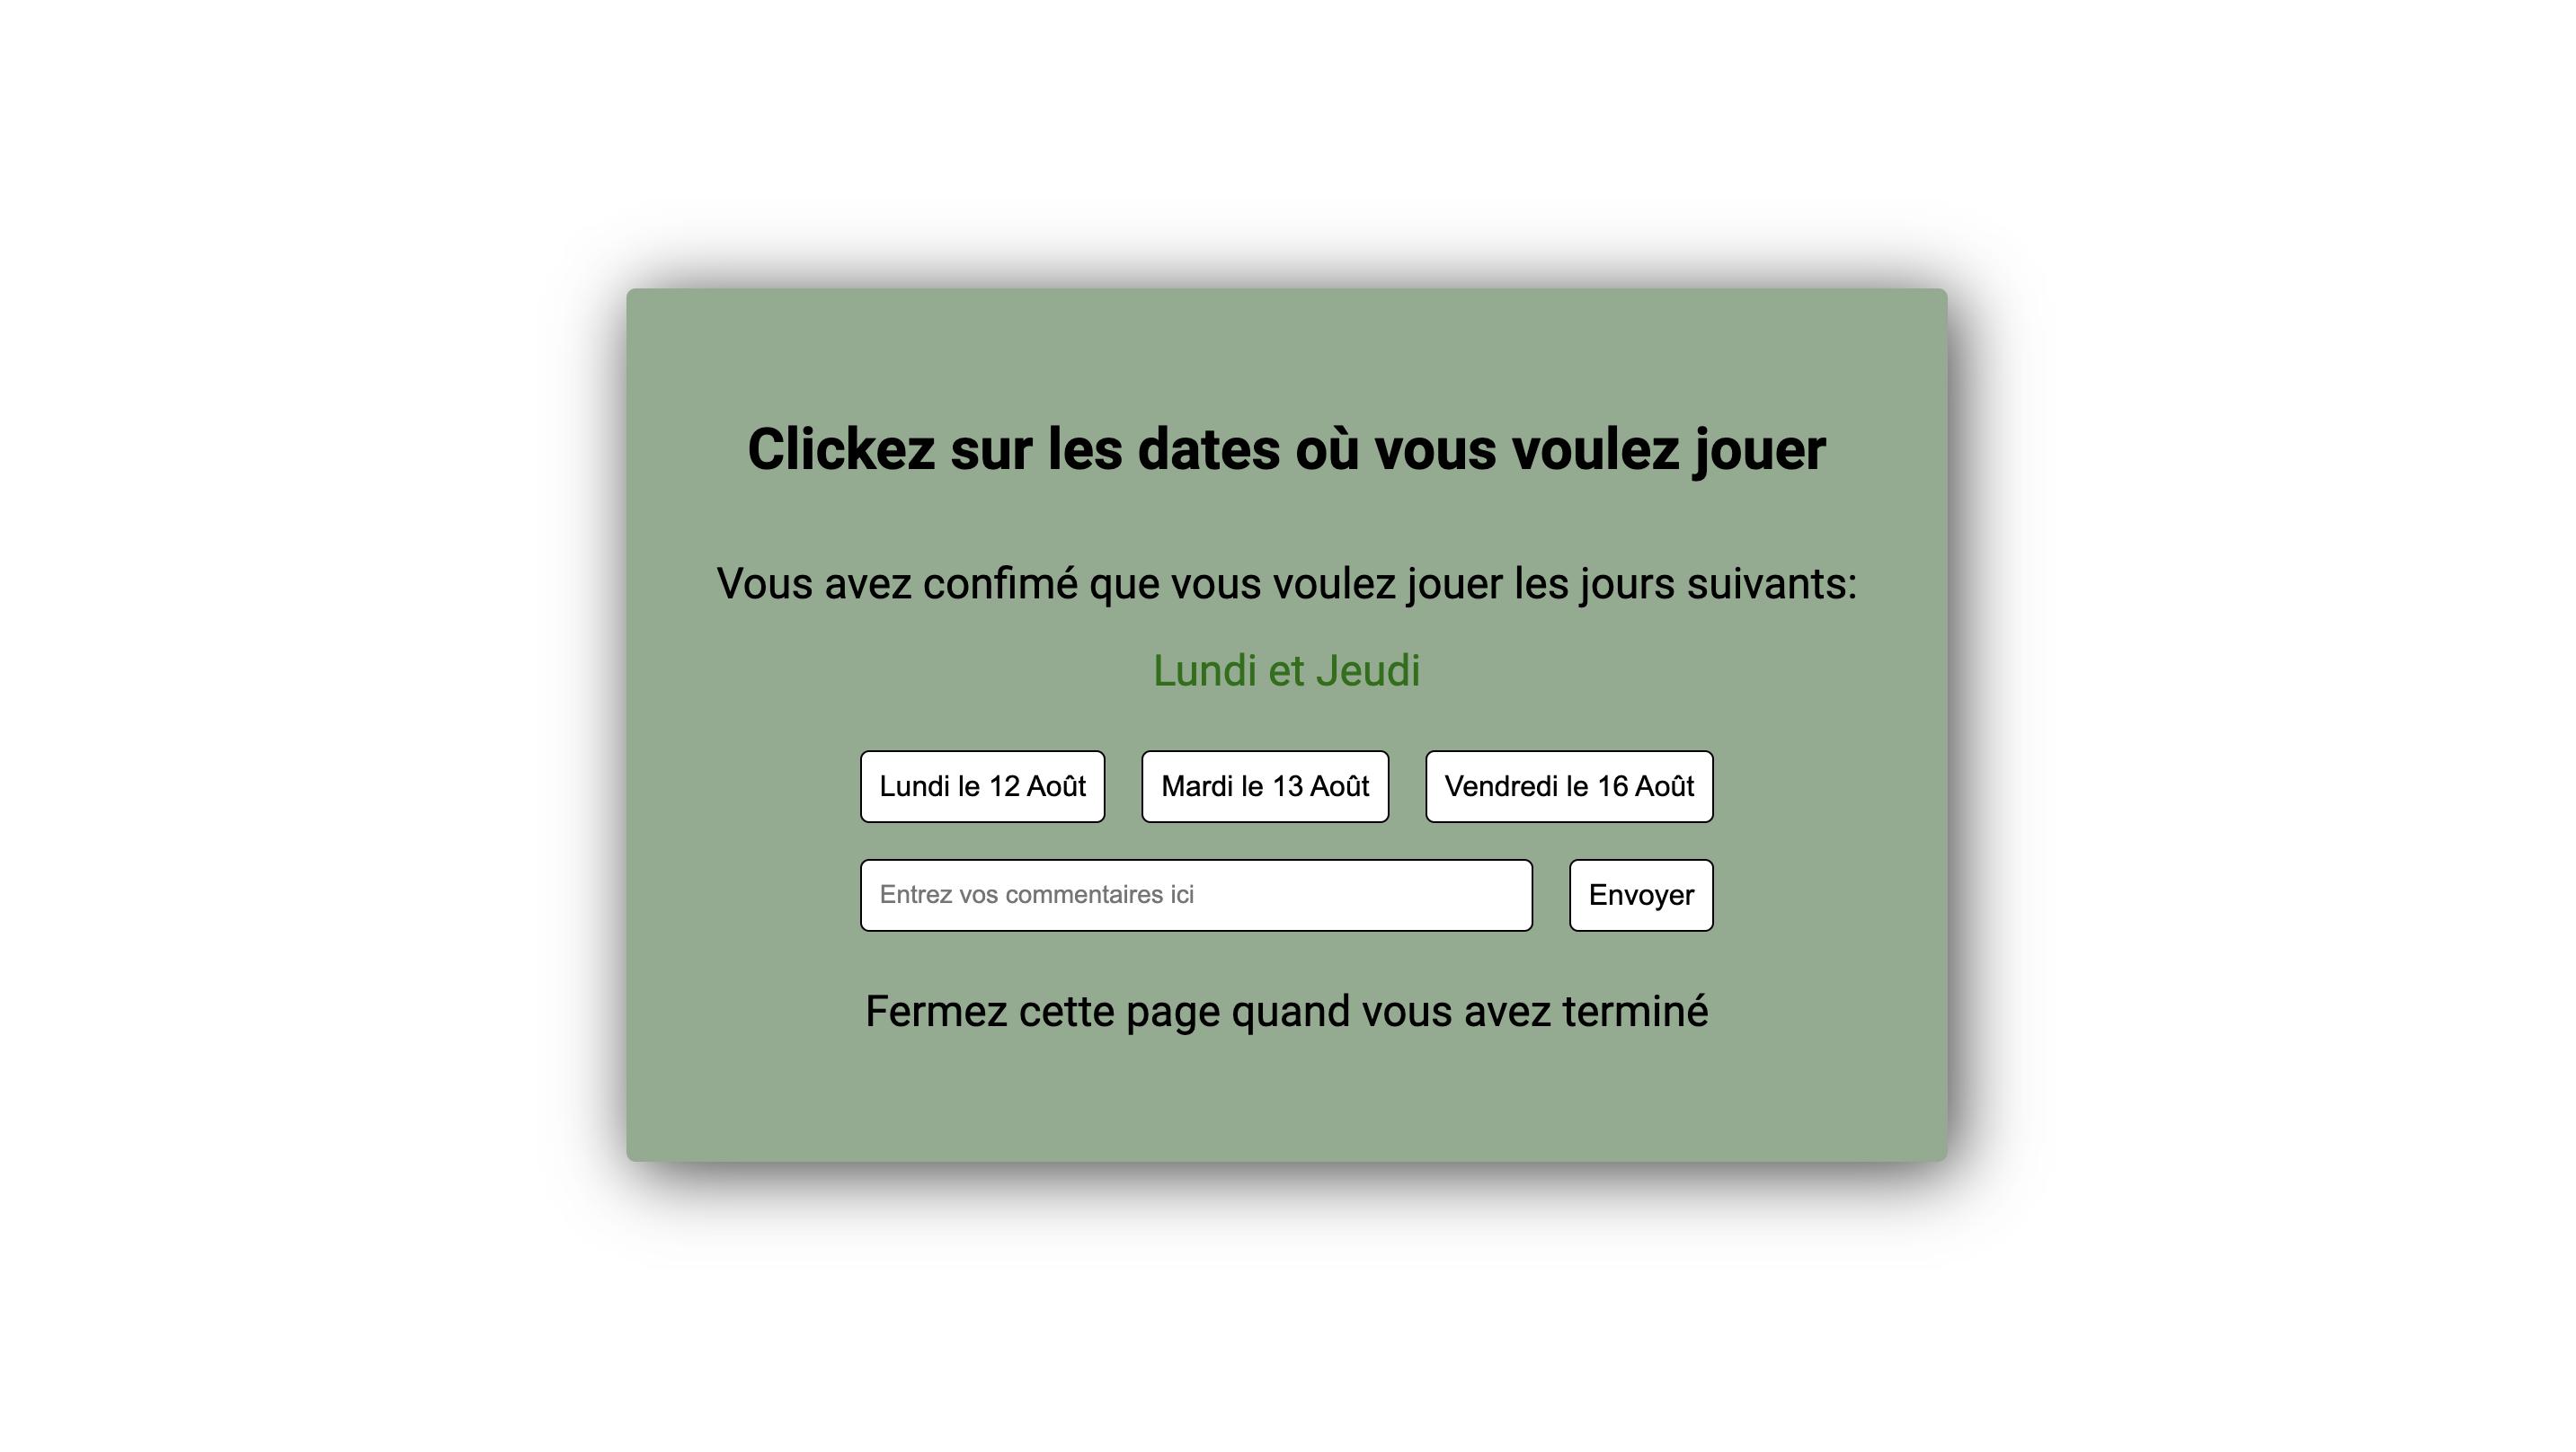 Clickez sur les dates où vous voulez jouer
Vous avez confimé que vous voulez jouer les jours suivants:
Lundi et Jeudi
Lundi le 12 Août
Mardi le 13 Août
Vendredi le 16 Août
Entrez vos commentaires ici
Envoyer
Fermez cette page quand vous avez terminé